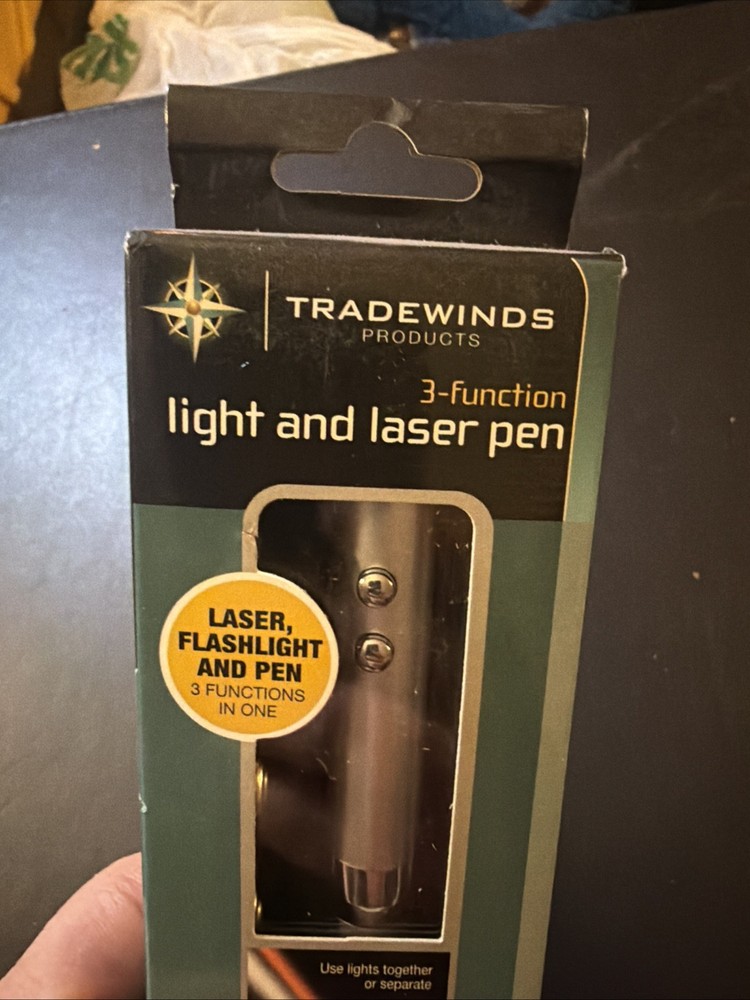 TRADEWINDS
PRODUCTS
3-function
light and laser pen
LASER,
FLASHLIGHT
AND PEN
3 FUNCTIONS
IN ONE
Use lights together
or separate